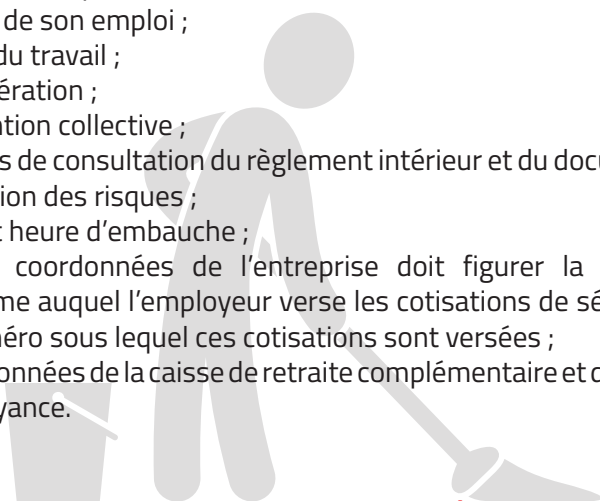 de son emploi ;
du travail ;
ération ;
ntion collective ;
s de consultation du règlement intérieur et du docu
ion des risques ;
t heure d’embauche ;
coordonnées de l’entreprise doit figurer la
me auquel l’employeur verse les cotisations de sé
néro sous lequel ces cotisations sont versées ;
onnées de la caisse de retraite complémentaire et d
yance.